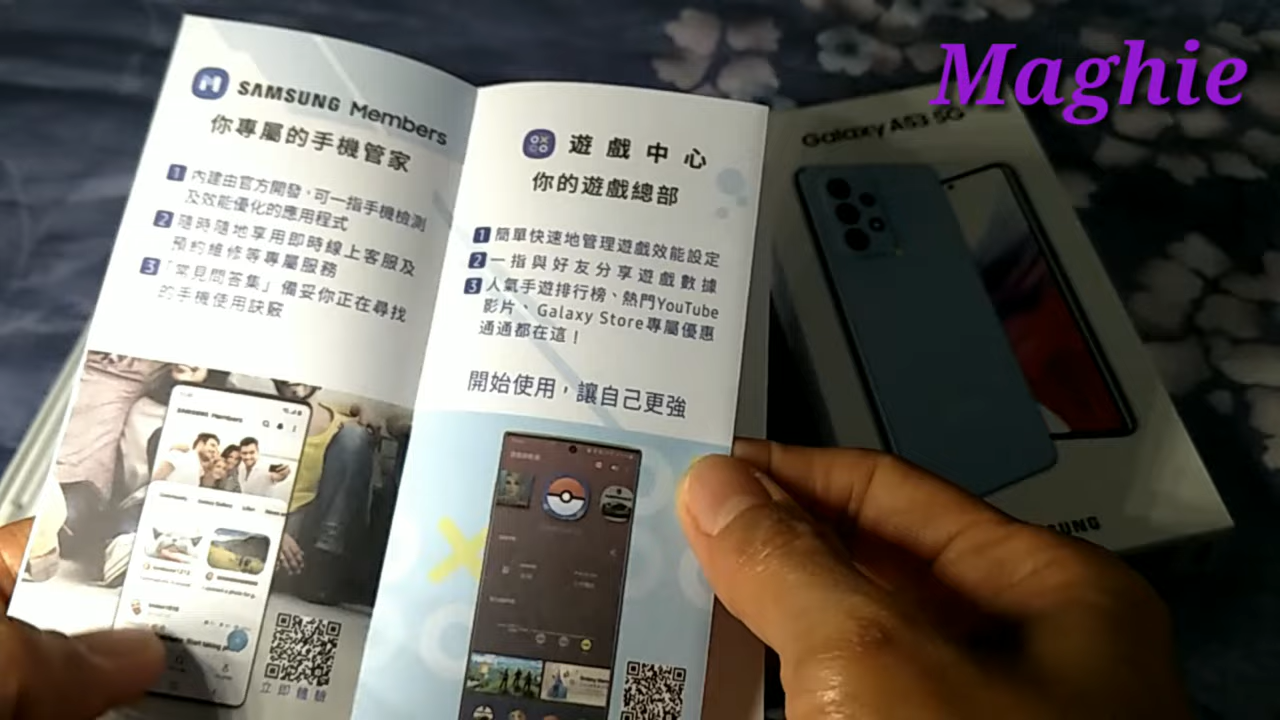 Maghie
SAMSUNG Members
你專屬的手機管家
1 內建由官方開發，可一指手機檢測
及效能優化的應用程式
2 隨時隨地享用即時線上客服及
預約維修等專屬服務
3 「常見問答集」備妥你正在尋找
的手機使用訣竅
SAMSUNG Members
立即體驗
遊戲中心
你的遊戲總部
1 簡單快速地管理遊戲效能設定
2 一指與好友分享遊戲數據
3 人氣手遊排行榜、熱門YouTube
影片、Galaxy Store專屬優惠
通通都在這！
開始使用，讓自己更強
Galaxy A53 5G